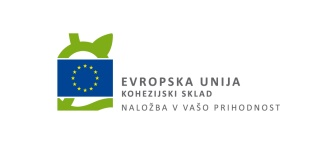 EVROPSKA UNIJA
KOHEZIJSKI SKLAD
NALOŽBA V VAŠO PRIHODNOST